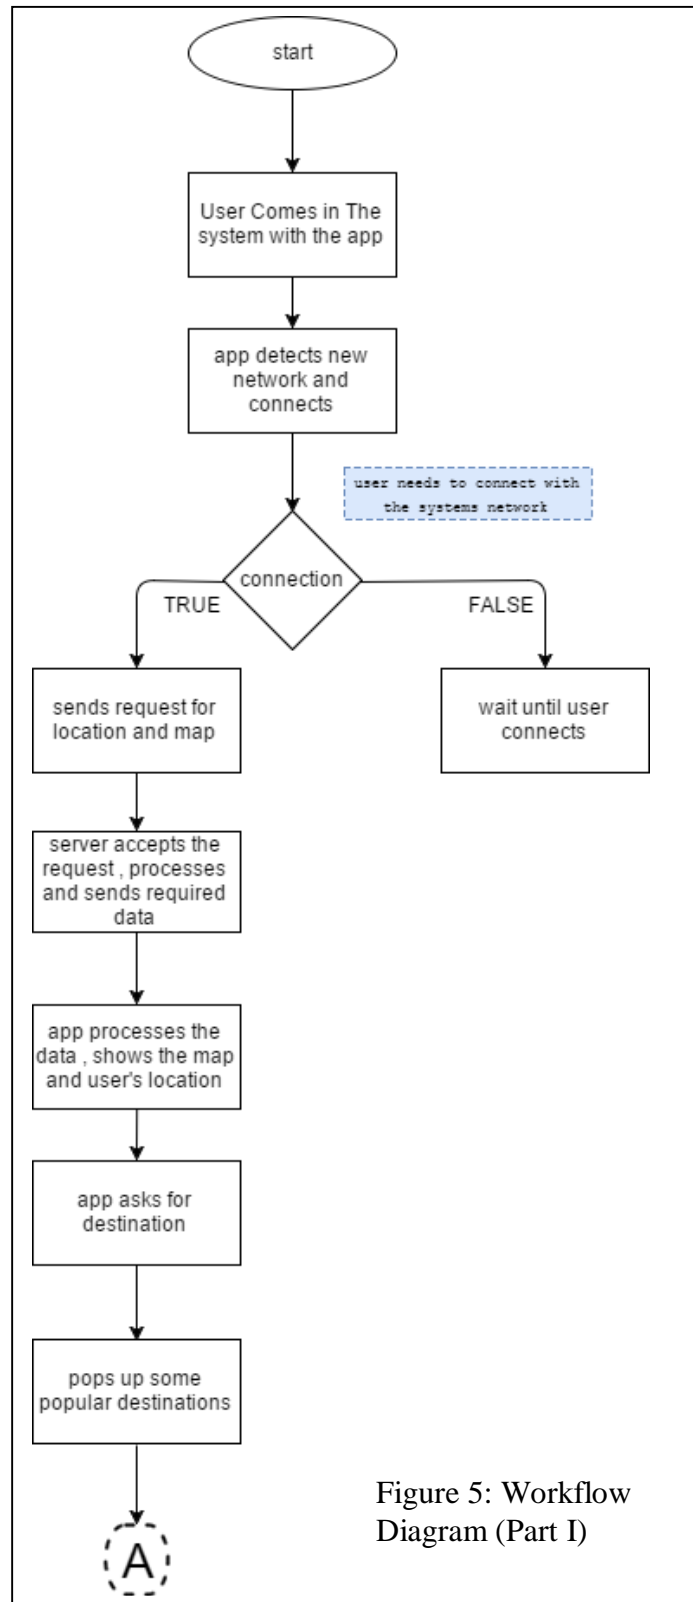 start
User Comes in The
system with the app
app detects new
network and
connects
user needs to connect with
the systems network
connection
TRUE
FALSE
sends request for
location and map
wait until user
connects
server accepts the
request , processes
and sends required
data
app processes the
data , shows the map
and user's location
app asks for
destination
pops up some
popular destinations
Figure 5: Workflow
Diagram (Part I)
A